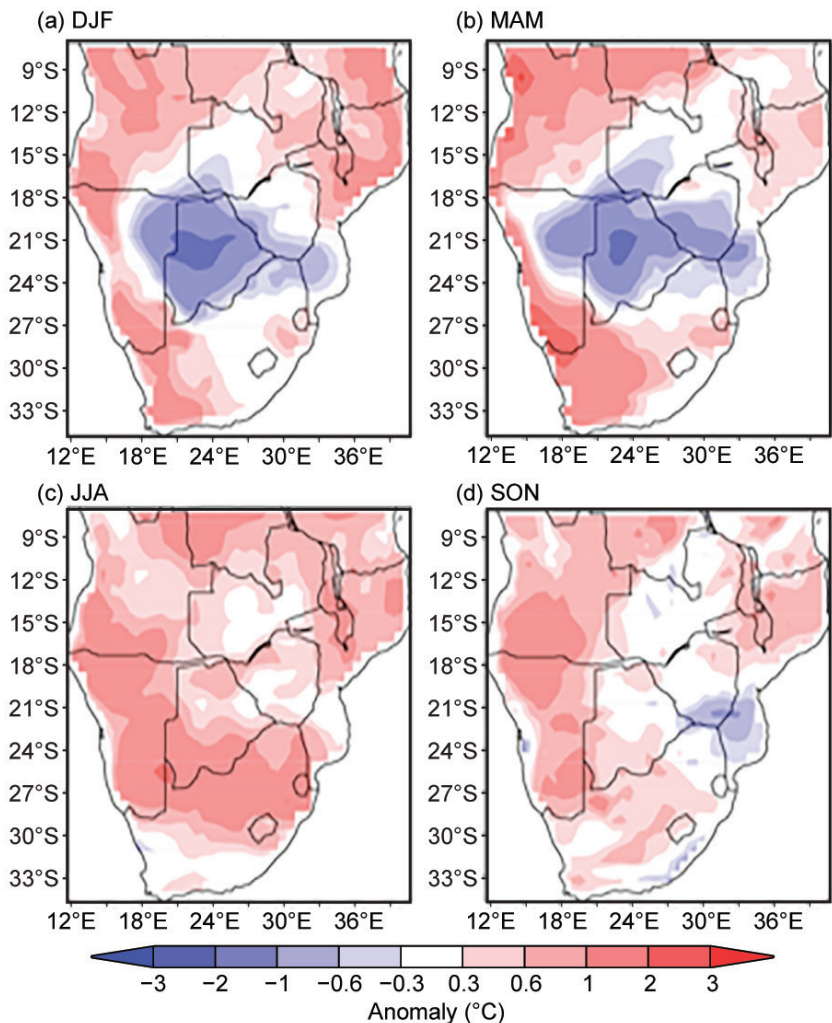 (a) DJF
(b) MAM
9°S
12°S
15°S
18°S
21°S
24°S
27°S
30°S
33°S
12°E 18°E 24°E 30°E 36°E
9°S
12°S
15°S
18°S
21°S
24°S
27°S
30°S
33°S
12°E 18°E 24°E 30°E 36°E
(c) JJA
(d) SON
9°S
12°S
15°S
18°S
21°S
24°S
27°S
30°S
33°S
12°E 18°E 24°E 30°E 36°E
9°S
12°S
15°S
18°S
21°S
24°S
27°S
30°S
33°S
12°E 18°E 24°E 30°E 36°E
−3 −2 −1 −0.6 −0.3 0.3 0.6 1 2 3
Anomaly (°C)